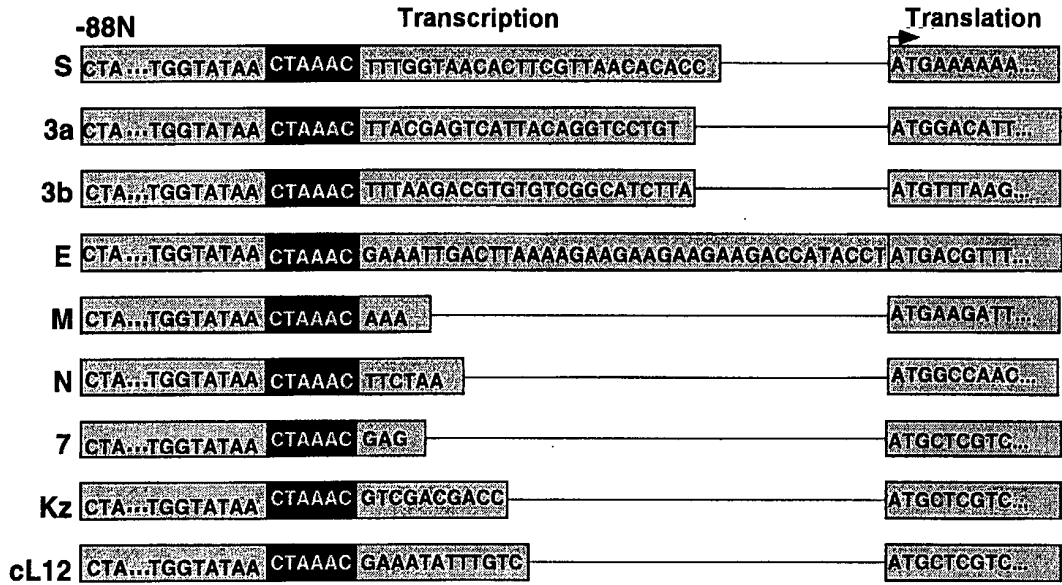 Transcription Translation
-88N
S CTA...TGGTATAA CTAAAC TTTGGTAACACTTCGTTAACACACC ATGAAAAAA...
3a CTA...TGGTATAA CTAAAC TTACGAGTCATTACAGGTCCTGT ATGGACATT...
3b CTA...TGGTATAA CTAAAC TTTAAGACGTGTGTCGGCATCTTA ATGTTTAAG...
E CTA...TGGTATAA CTAAAC GAAATTGACTTAAAAGAAGAAGAAGAAGACCATACCT ATGACGTTT...
M CTA...TGGTATAA CTAAAC AAA ATGAAGATT...
N CTA...TGGTATAA CTAAAC TTCTAA ATGGCCAAC...
7 CTA...TGGTATAA CTAAAC GAG ATGCTCGTC...
Kz CTA...TGGTATAA CTAAAC GTCGACGACC ATGCTCGTC...
cL12 CTA...TGGTATAA CTAAAC GAAATATTTGTC ATGCTCGTC...